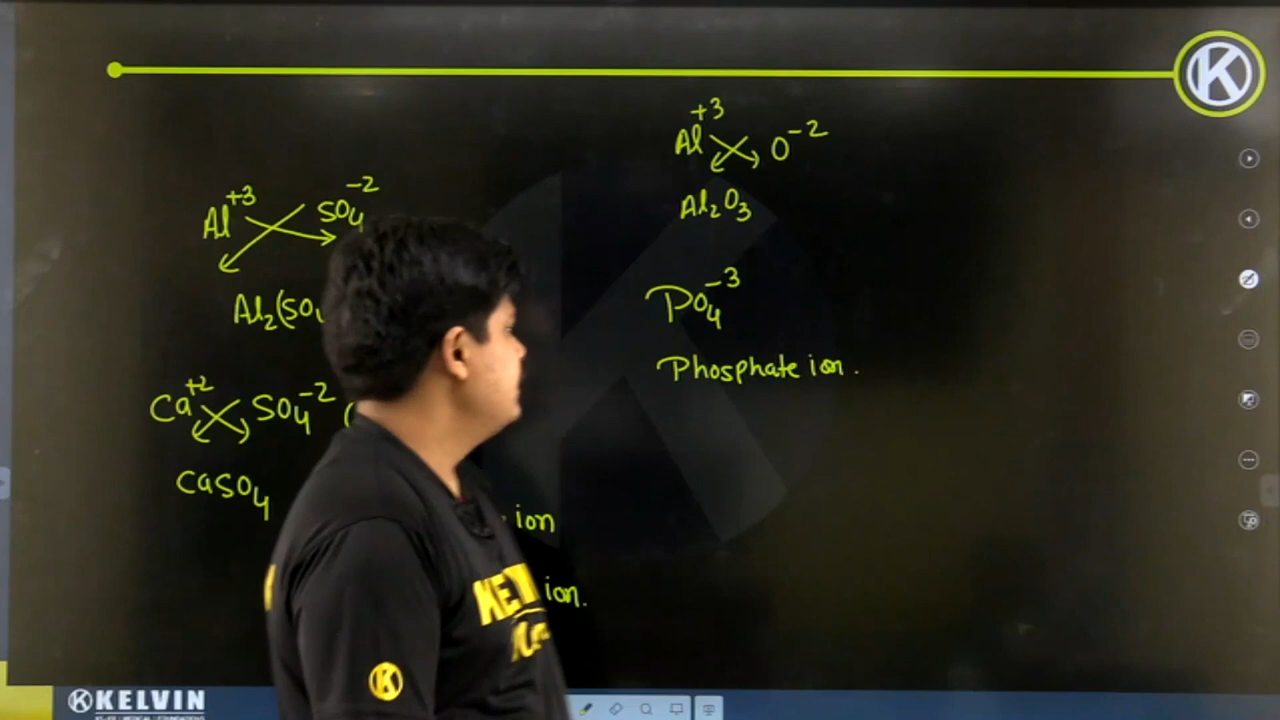 Al+3 SO4-2
Al2(SO4
Ca+2 SO4-2 (
CaSO4
ion
ion.
Al+3 O-2
Al2O3
PO4-3
Phosphate ion.
KELVIN